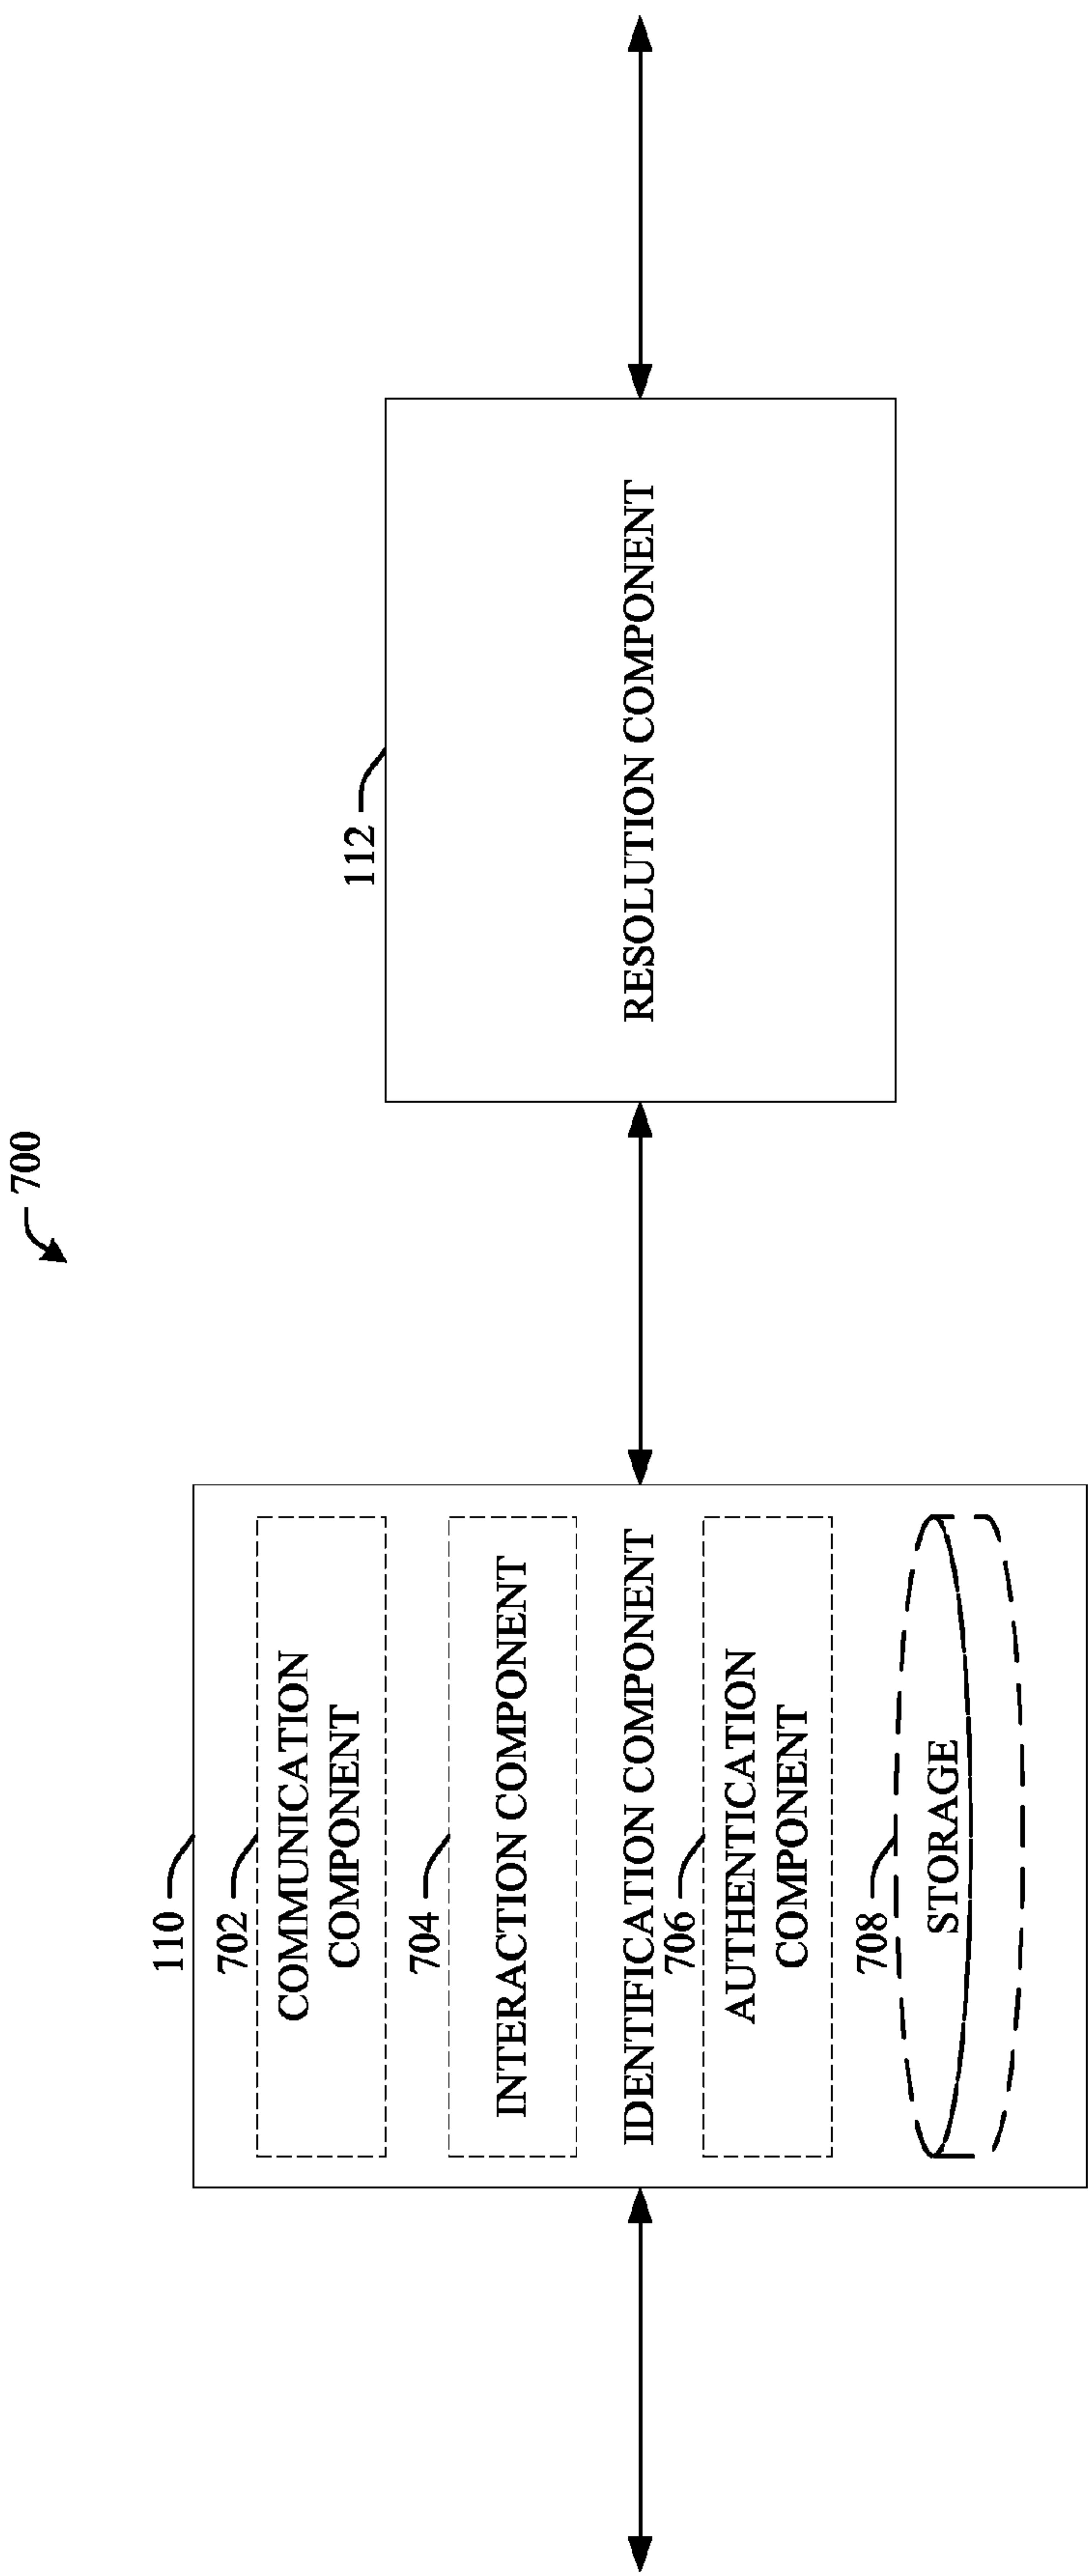 700
110
702
COMMUNICATION
COMPONENT
704
INTERACTION COMPONENT
IDENTIFICATION COMPONENT
706
AUTHENTICATION
COMPONENT
708
STORAGE
112
RESOLUTION COMPONENT